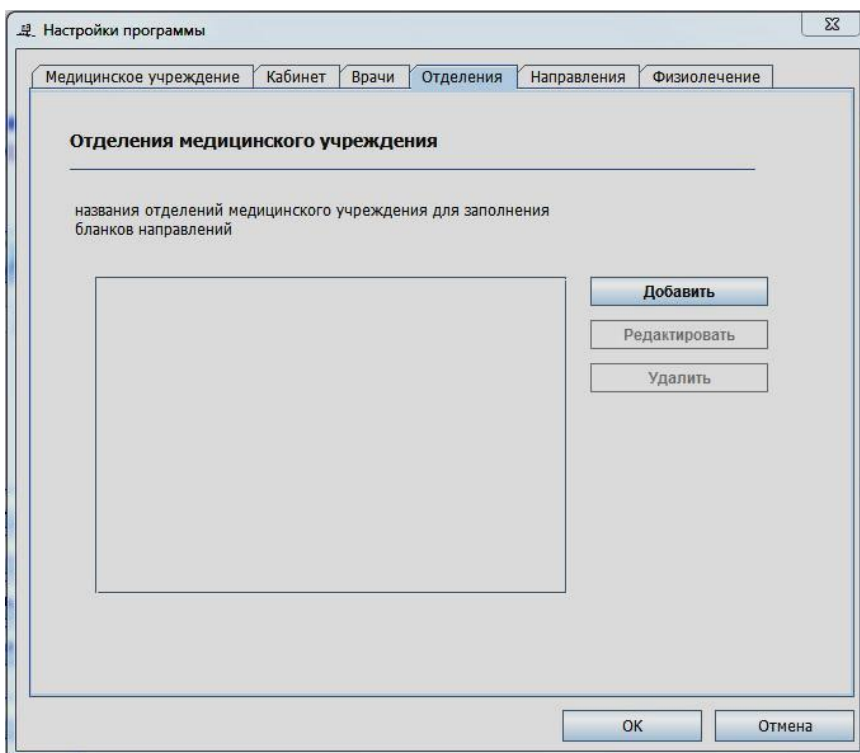 Настройки программы
Медицинское учреждение Кабинет Врачи Отделения Направления Физиолечение
Отделения медицинского учреждения
названия отделений медицинского учреждения для заполнения
бланков направлений
Добавить
Редактировать
Удалить
OK Отмена